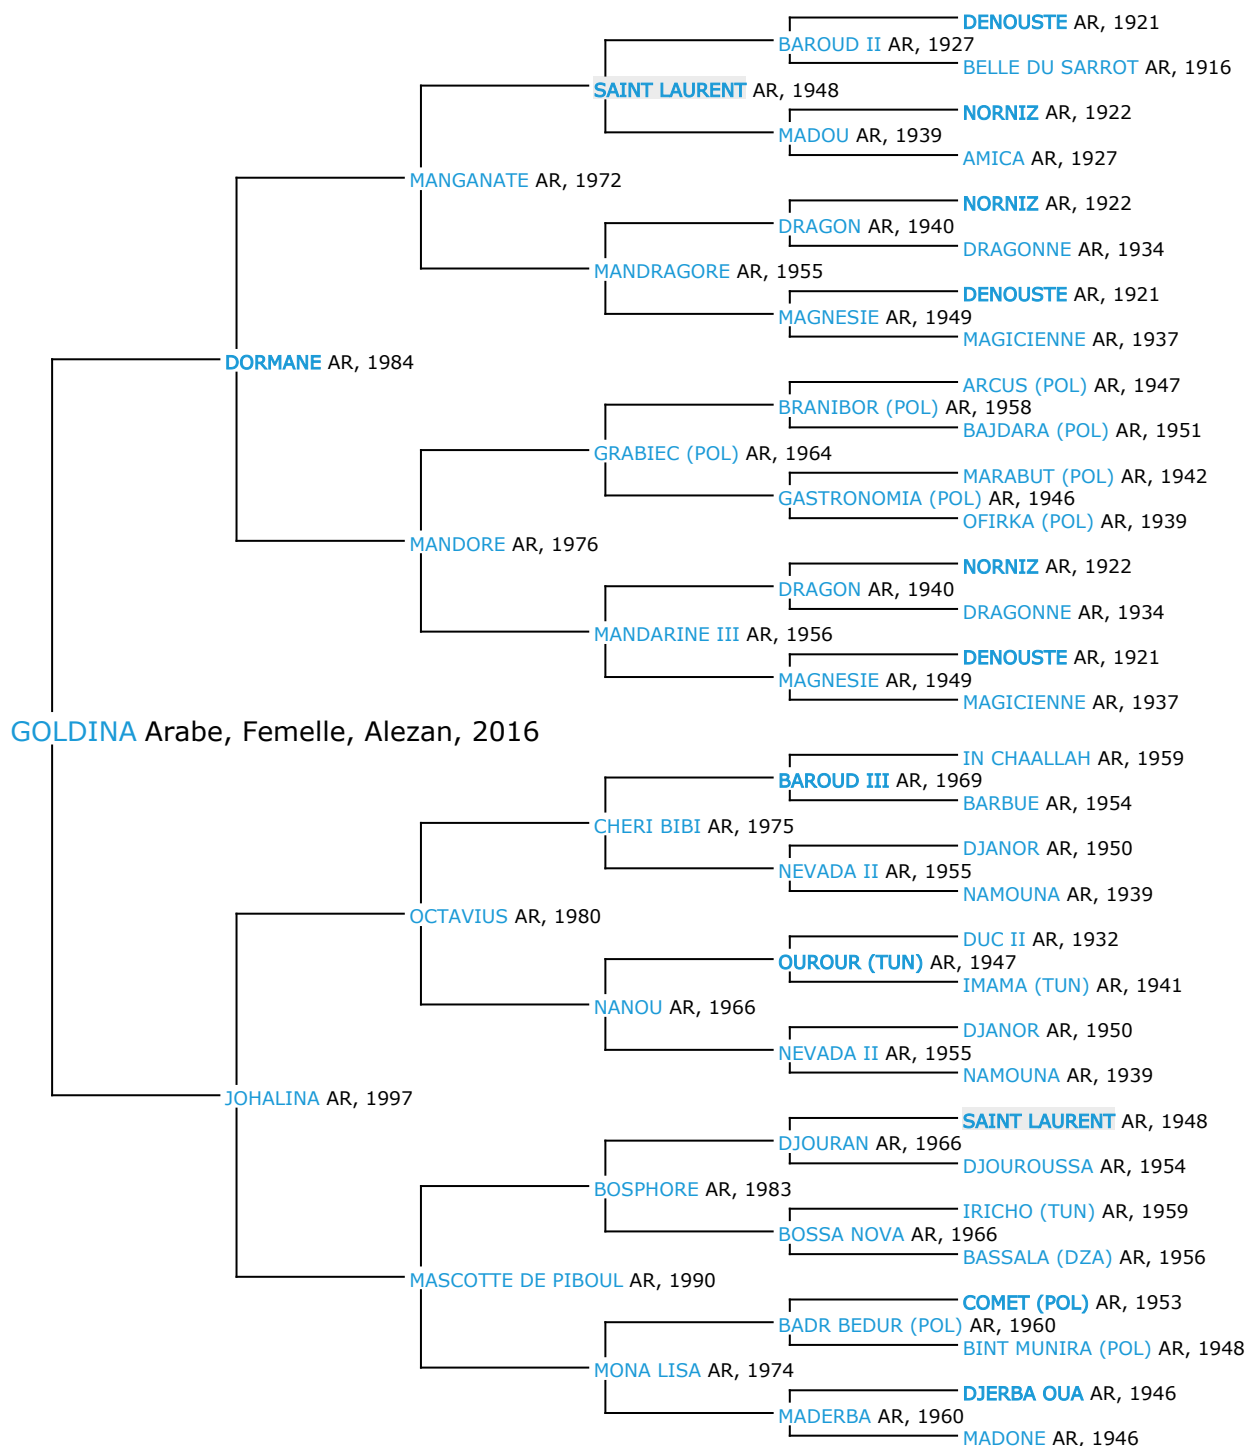 DENOUSTE AR, 1921
BAROUD II AR, 1927
BELLE DU SARROT AR, 1916
SAINT LAURENT AR, 1948
NORNIZ AR, 1922
MADOU AR, 1939
AMICA AR, 1927
MANGANATE AR, 1972
NORNIZ AR, 1922
DRAGON AR, 1940
DRAGONNE AR, 1934
MANDRAGORE AR, 1955
DENOUSTE AR, 1921
MAGNESIE AR, 1949
MAGICIENNE AR, 1937
DORMANE AR, 1984
ARCUS (POL) AR, 1947
BRANIBOR (POL) AR, 1958
BAJDARA (POL) AR, 1951
GRABIEC (POL) AR, 1964
MARABUT (POL) AR, 1942
GASTRONOMIA (POL) AR, 1946
OFIRKA (POL) AR, 1939
MANDORE AR, 1976
NORNIZ AR, 1922
DRAGON AR, 1940
DRAGONNE AR, 1934
MANDARINE III AR, 1956
DENOUSTE AR, 1921
MAGNESIE AR, 1949
MAGICIENNE AR, 1937
GOLDINA Arabe, Femelle, Alezan, 2016
IN CHAALLAH AR, 1959
BAROUD III AR, 1969
BARBUE AR, 1954
CHERI BIBI AR, 1975
DJANOR AR, 1950
NEVADA II AR, 1955
NAMOUNA AR, 1939
OCTAVIUS AR, 1980
DUC II AR, 1932
OUROUR (TUN) AR, 1947
IMAMA (TUN) AR, 1941
NANOU AR, 1966
DJANOR AR, 1950
NEVADA II AR, 1955
NAMOUNA AR, 1939
JOHALINA AR, 1997
SAINT LAURENT AR, 1948
DJOURAN AR, 1966
DJOUROUSSA AR, 1954
BOSPHORE AR, 1983
IRICHO (TUN) AR, 1959
BOSSA NOVA AR, 1966
BASSALA (DZA) AR, 1956
MASCOTTE DE PIBOUL AR, 1990
COMET (POL) AR, 1953
BADR BEDUR (POL) AR, 1960
BINT MUNIRA (POL) AR, 1948
MONA LISA AR, 1974
DJERBA OUA AR, 1946
MADERBA AR, 1960
MADONE AR, 1946